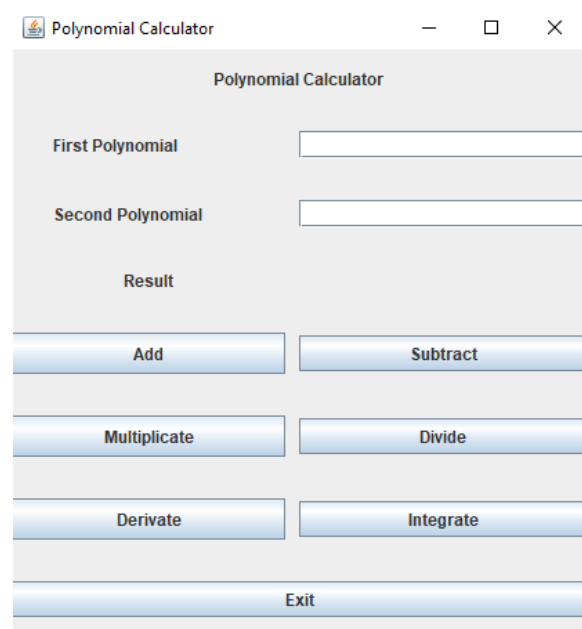 Polynomial Calculator
Polynomial Calculator
First Polynomial
Second Polynomial
Result
Add Subtract
Multiplicate Divide
Derivate Integrate
Exit